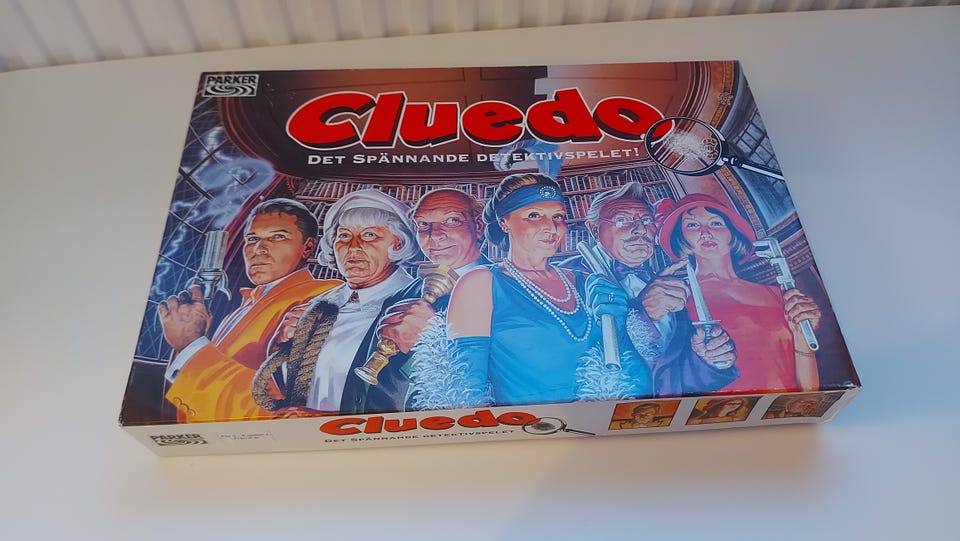 PARKER
Cluedo
DET SPÄNNANDE DETEKTIVSPELET!
PARKER
Cluedo
DET SPÄNNANDE DETEKTIVSPELET